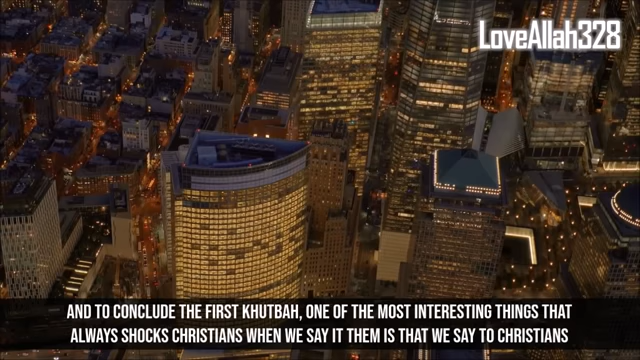 LoveAllah328
AND TO CONCLUDE THE FIRST KHUTBAH, ONE OF THE MOST INTERESTING THINGS THAT
ALWAYS SHOCKS CHRISTIANS WHEN WE SAY IT THEM IS THAT WE SAY TO CHRISTIANS